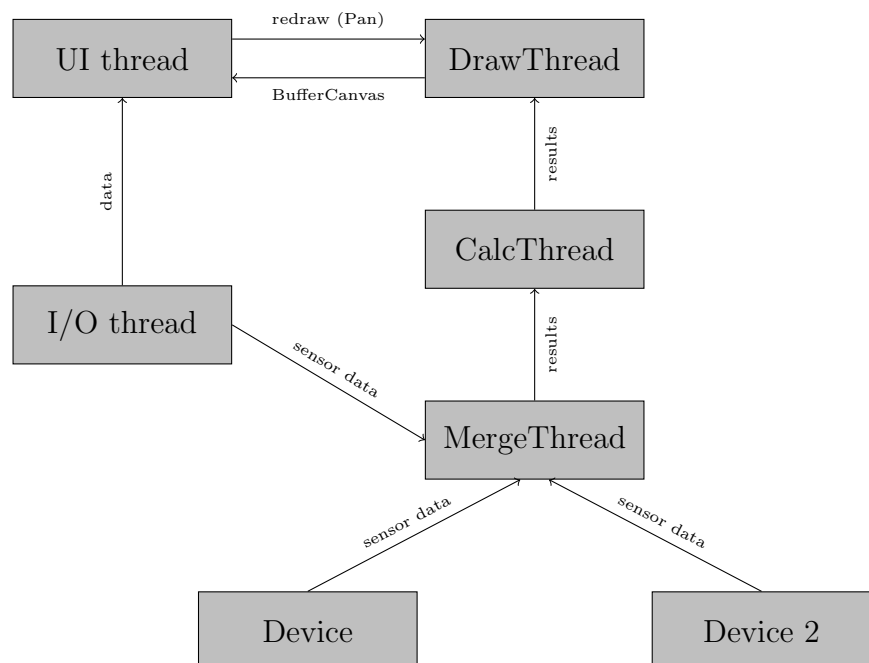 redraw (Pan)
UI thread
DrawThread
BufferCanvas
data
results
CalcThread
I/O thread
sensor data
results
MergeThread
sensor data
sensor data
Device
Device 2